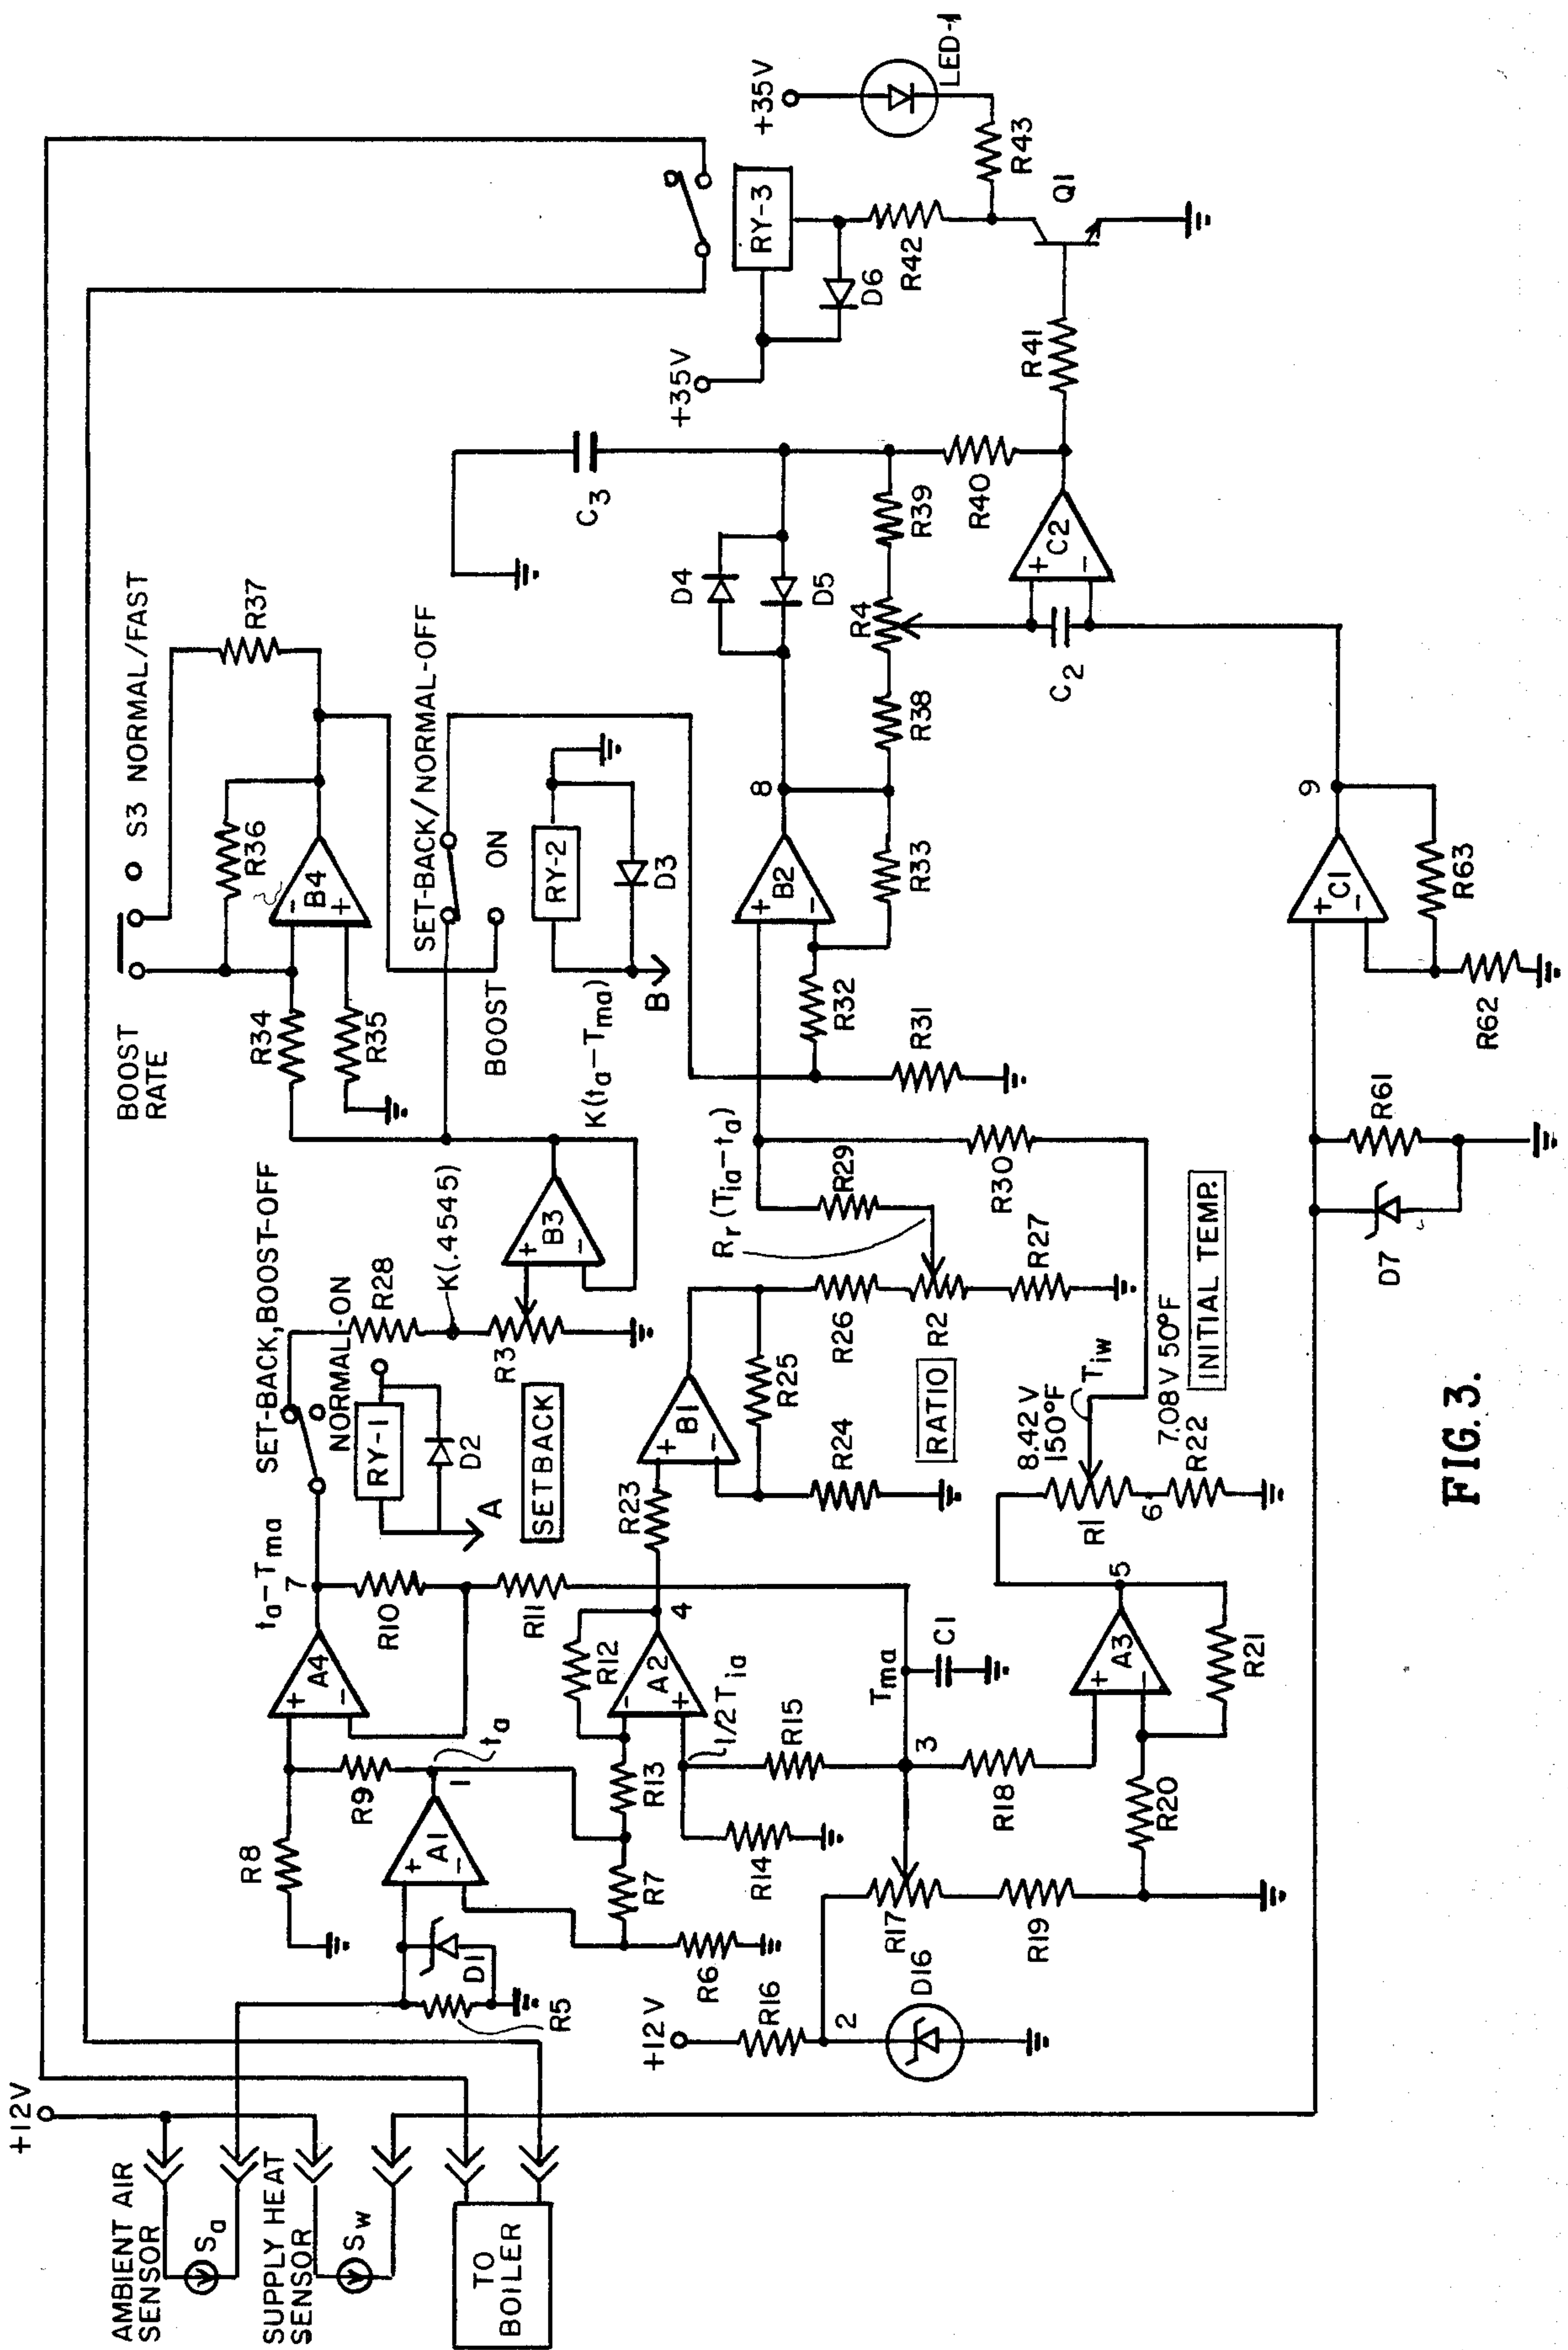 +12V
AMBIENT AIR
SENSOR
Sa
SUPPLY HEAT
SENSOR
Sw
TO
BOILER
R8
R9
A4
+
−
ta−Tma
7
R10
R11
SET-BACK, BOOST-OFF
NORMAL-ON
RY-1
D2
A
R28
K(.4545)
R3
SETBACK
B3
+
−
BOOST
RATE
S3 NORMAL/FAST
R34
R35
R36
B4
−
+
R37
SET-BACK/NORMAL-OFF
BOOST
ON
K(ta−Tma)
RY-2
D3
B
D1
R5
A1
+
−
1
ta
R7
R6
R13
R12
A2
−
+
4
1/2Tia
R14
R15
R23
B1
+
−
R25
R24
R26
R2
RATIO
R27
R29
Rr(Tia−ta)
R30
R32
R31
B2
+
−
8
R33
R38
R4
R39
D4
D5
C3
R40
C2
+
−
C2
R41
Q1
+35V
RY-3
D6
R42
R43
+35V
LED-1
+12V
R16
2
D16
R17
R19
3
Tma
C1
R18
R20
A3
+
−
5
R21
8.42 V
150°F
R1
Tiw
6
7.08V 50°F
R22
INITIAL TEMP.
D7
R61
C1
+
−
9
R62
R63
FIG. 3.